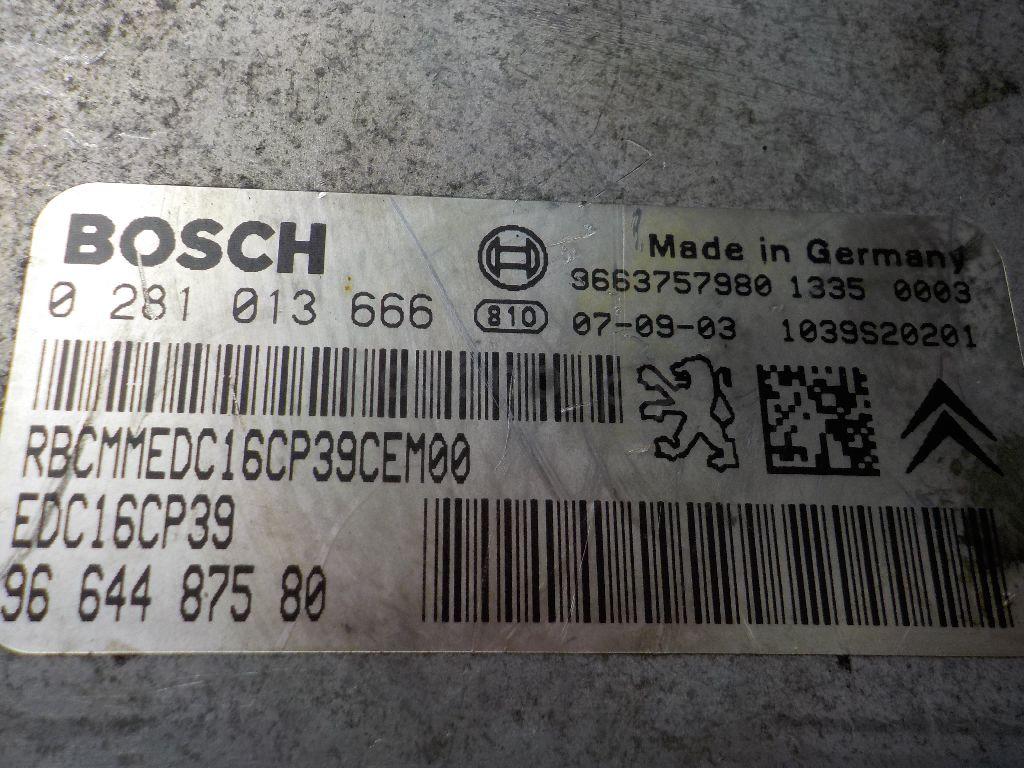 BOSCH
Made in Germany
9663757980 1335 0003
0 281 013 666
810
07-09-03 1039S20201
RBCMMEDC16CP39CEM00
EDC16CP39
96 644 875 80